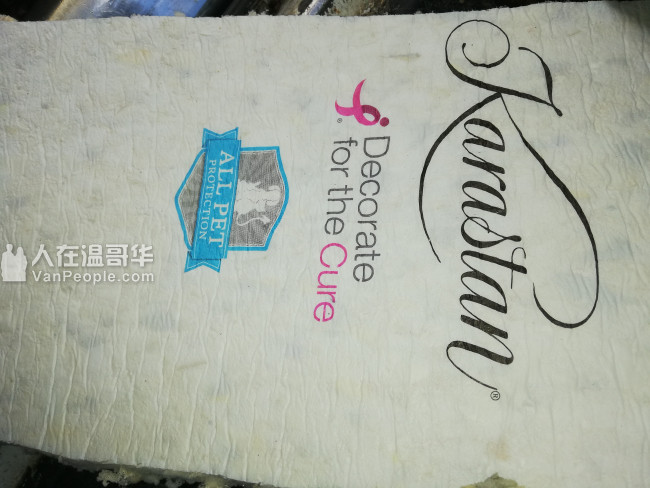 Karastan®
Decorate
for the Cure
®
ALL PET
PROTECTION
人在温哥华
VanPeople.com